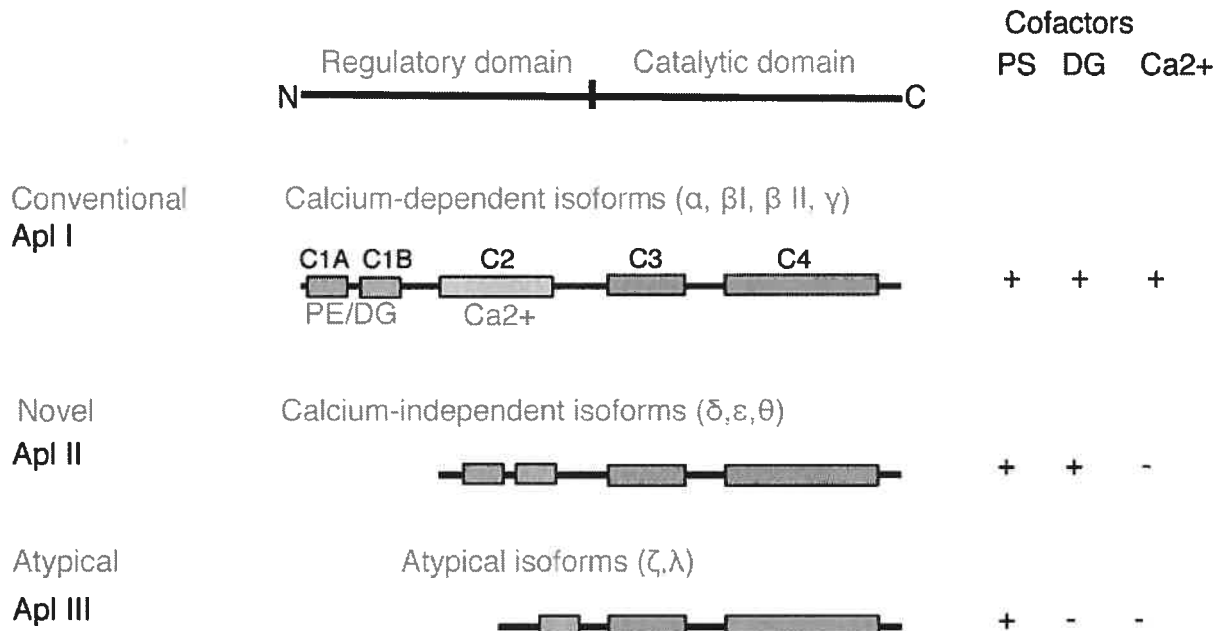 Cofactors
Regulatory domain Catalytic domain PS DG Ca2+
N C
Conventional Calcium-dependent isoforms (α, βI, β II, γ)
Apl I
C1A C1B C2 C3 C4
+ + +
PE/DG Ca2+
Novel Calcium-independent isoforms (δ,ε,θ)
Apl II
+ + -
Atypical Atypical isoforms (ζ,λ)
Apl III
+ - -